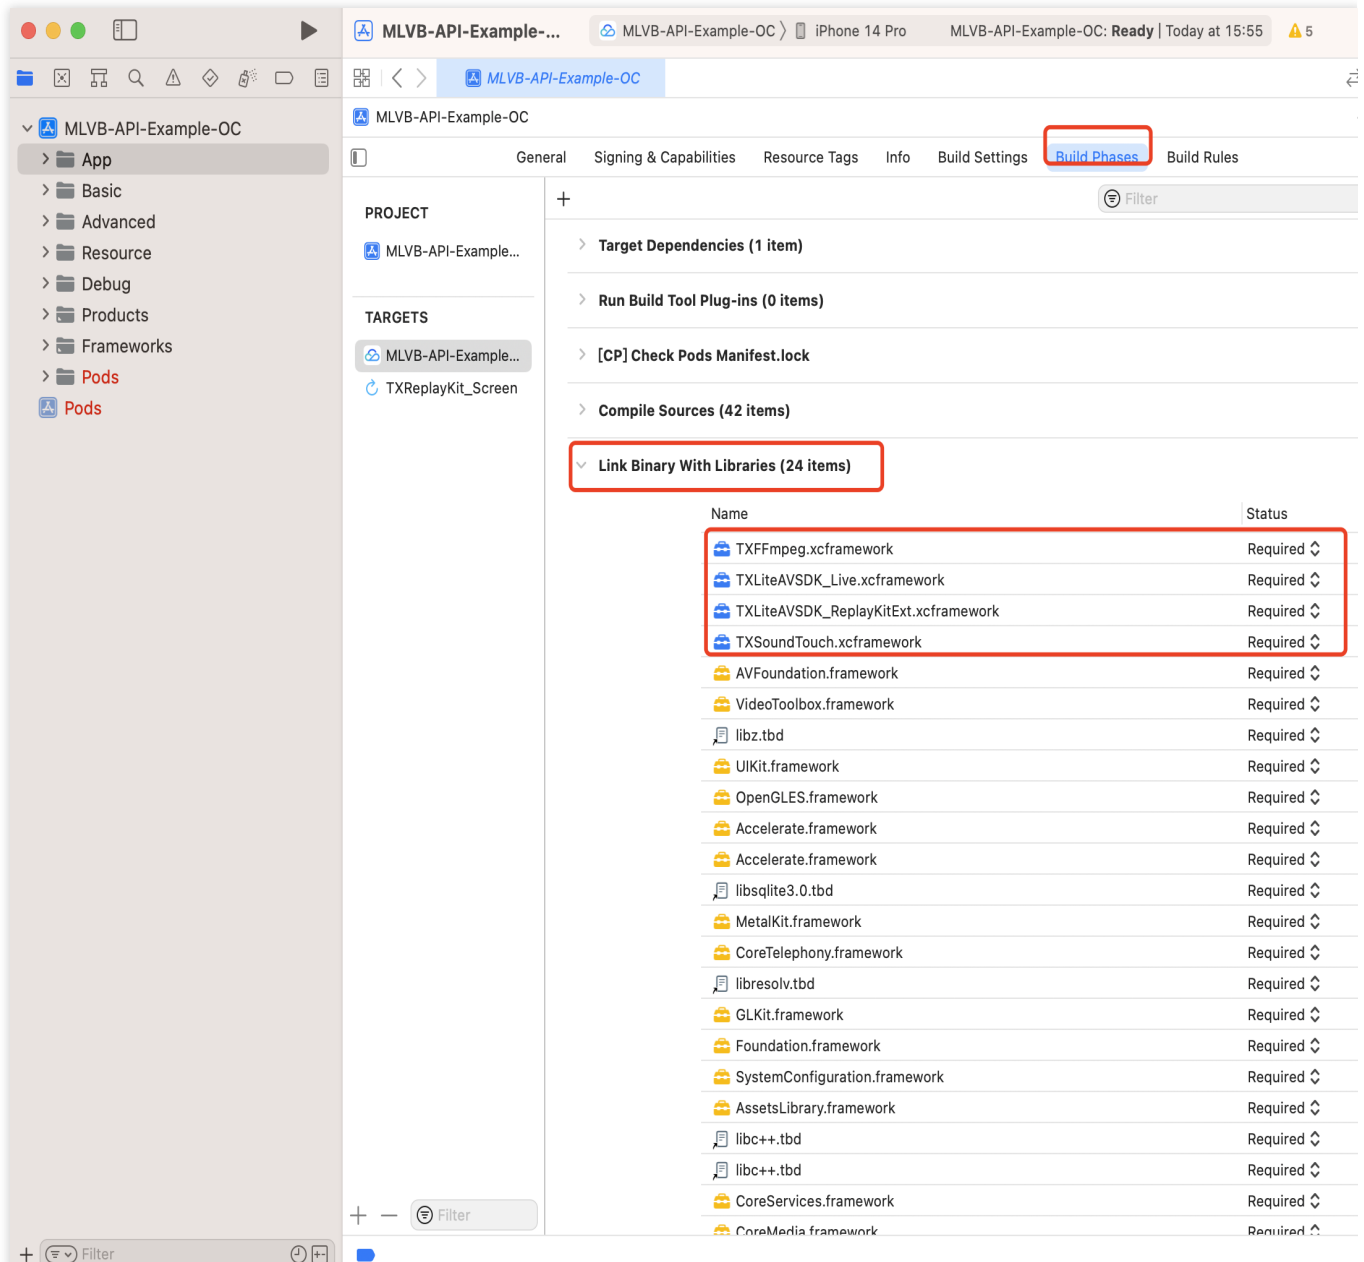 MLVB-API-Example-... MLVB-API-Example-OC iPhone 14 Pro MLVB-API-Example-OC: Ready | Today at 15:55 5
MLVB-API-Example-OC
MLVB-API-Example-OC
MLVB-API-Example-OC
App
Basic
Advanced
Resource
Debug
Products
Frameworks
Pods
Pods
Filter
General Signing & Capabilities Resource Tags Info Build Settings Build Phases Build Rules
PROJECT
MLVB-API-Example...
TARGETS
MLVB-API-Example...
TXReplayKit_Screen
Filter
Filter
Target Dependencies (1 item)
Run Build Tool Plug-ins (0 items)
[CP] Check Pods Manifest.lock
Compile Sources (42 items)
Link Binary With Libraries (24 items)
Name Status
TXFFmpeg.xcframework Required
TXLiteAVSDK_Live.xcframework Required
TXLiteAVSDK_ReplayKitExt.xcframework Required
TXSoundTouch.xcframework Required
AVFoundation.framework Required
VideoToolbox.framework Required
libz.tbd Required
UIKit.framework Required
OpenGLES.framework Required
Accelerate.framework Required
Accelerate.framework Required
libsqlite3.0.tbd Required
MetalKit.framework Required
CoreTelephony.framework Required
libresolv.tbd Required
GLKit.framework Required
Foundation.framework Required
SystemConfiguration.framework Required
AssetsLibrary.framework Required
libc++.tbd Required
libc++.tbd Required
CoreServices.framework Required
CoreMedia.framework Required